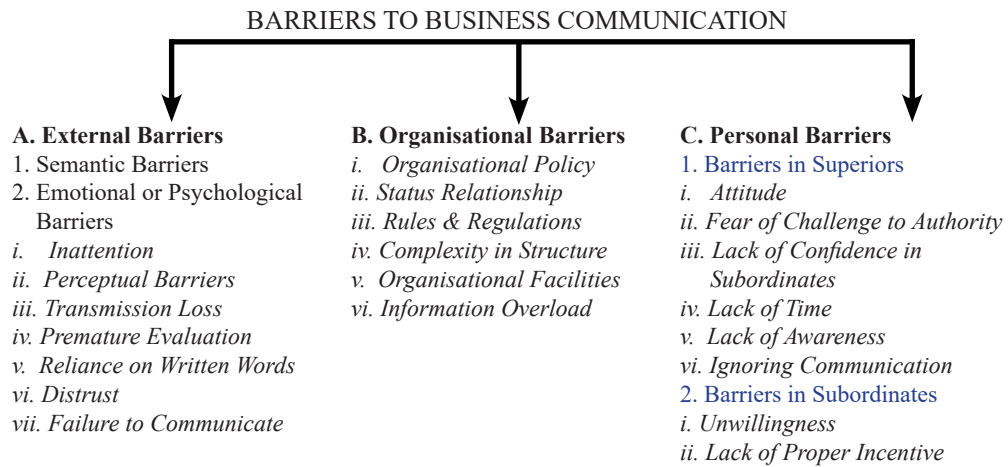 BARRIERS TO BUSINESS COMMUNICATION
A. External Barriers
1. Semantic Barriers
2. Emotional or Psychological
Barriers
i. Inattention
ii. Perceptual Barriers
iii. Transmission Loss
iv. Premature Evaluation
v. Reliance on Written Words
vi. Distrust
vii. Failure to Communicate
B. Organisational Barriers
i. Organisational Policy
ii. Status Relationship
iii. Rules & Regulations
iv. Complexity in Structure
v. Organisational Facilities
vi. Information Overload
C. Personal Barriers
1. Barriers in Superiors
i. Attitude
ii. Fear of Challenge to Authority
iii. Lack of Confidence in
Subordinates
iv. Lack of Time
v. Lack of Awareness
vi. Ignoring Communication
2. Barriers in Subordinates
i. Unwillingness
ii. Lack of Proper Incentive